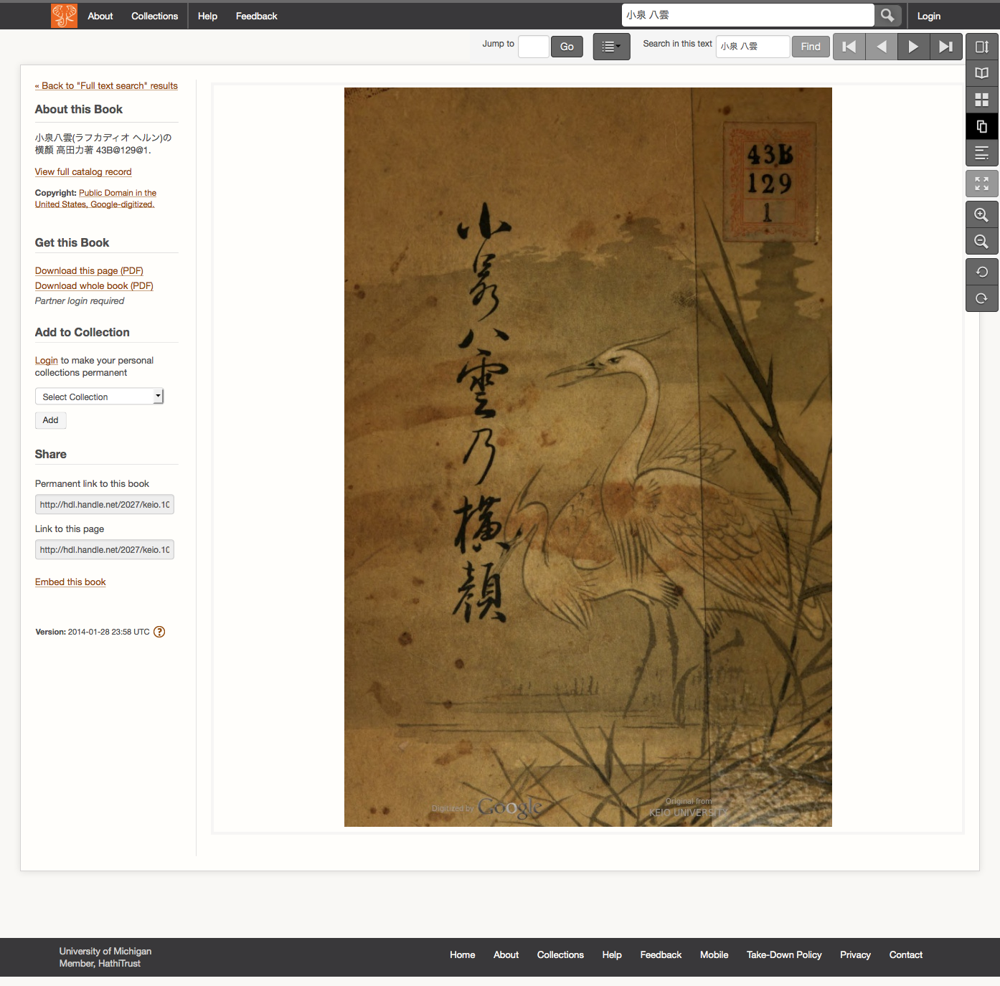 About
Collections
Help
Feedback
小泉 八雲
Login
Jump to
Go
Search in this text
小泉 八雲
Find
« Back to "Full text search" results
About this Book
小泉八雲(ラフカディオ ヘルン)の
横顔 高田力著 43B@129@1.
View full catalog record
Copyright: Public Domain in the
United States, Google-digitized.
Get this Book
Download this page (PDF)
Download whole book (PDF)
Partner login required
Add to Collection
Login to make your personal
collections permanent
Select Collection
Add
Share
Permanent link to this book
http://hdl.handle.net/2027/keio.10
Link to this page
http://hdl.handle.net/2027/keio.10
Embed this book
Version: 2014-01-28 23:58 UTC ?
43B
129
1
小泉八雲乃横顔
Digitized by Google
Original from
KEIO UNIVERSITY
University of Michigan
Member, HathiTrust
Home
About
Collections
Help
Feedback
Mobile
Take-Down Policy
Privacy
Contact